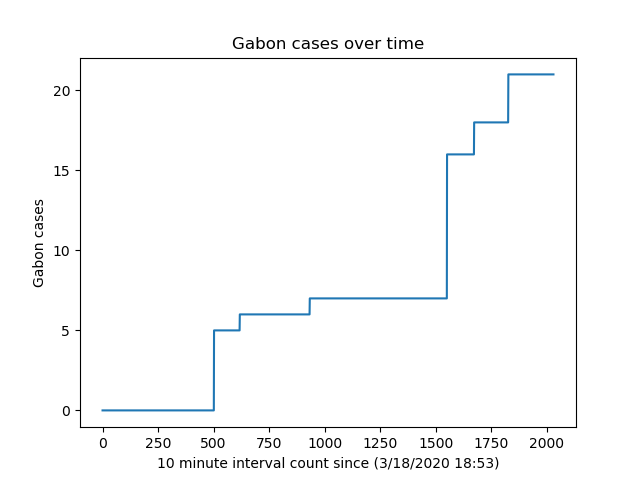 Gabon cases over time
20
15
10
5
0
Gabon cases
0 250 500 750 1000 1250 1500 1750 2000
10 minute interval count since (3/18/2020 18:53)